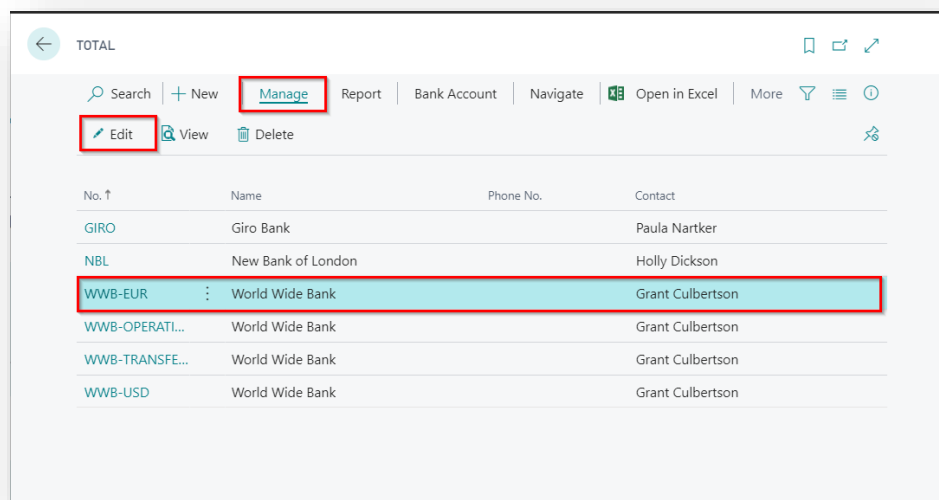 TOTAL
Search + New Manage Report Bank Account Navigate Open in Excel More
Edit View Delete
No. ↑ Name Phone No. Contact
GIRO Giro Bank Paula Nartker
NBL New Bank of London Holly Dickson
WWB-EUR World Wide Bank Grant Culbertson
WWB-OPERATI... World Wide Bank Grant Culbertson
WWB-TRANSFE... World Wide Bank Grant Culbertson
WWB-USD World Wide Bank Grant Culbertson